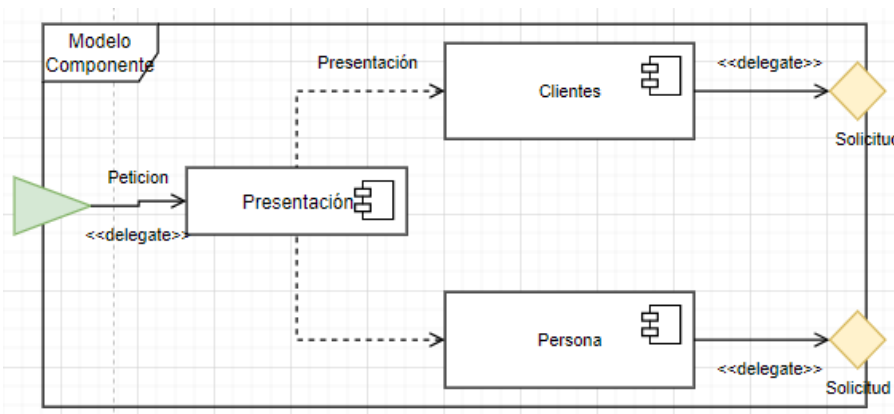 Modelo
Componente
Presentación
Clientes
<<delegate>>
Solicitud
Peticion
Presentación
<<delegate>>
Persona
<<delegate>>
Solicitud